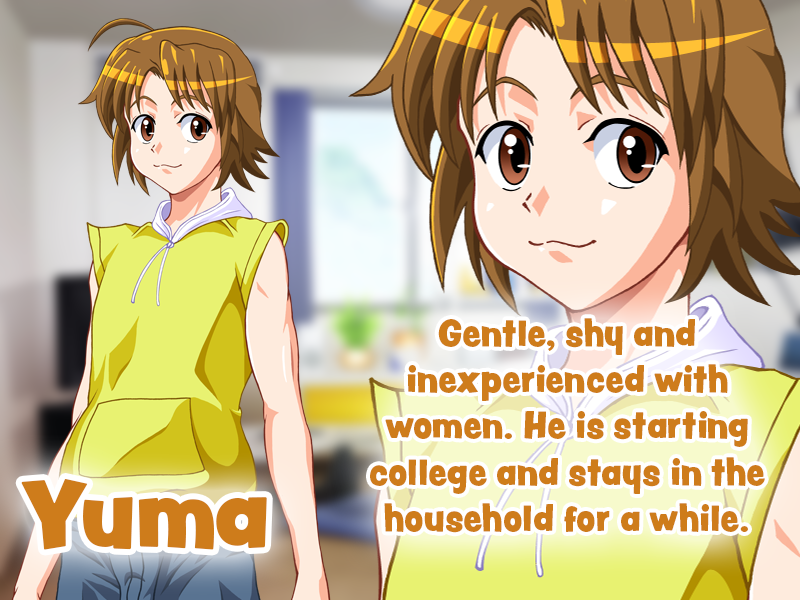 Gentle, shy and
inexperienced with
women. He is starting
college and stays in the
household for a while.
Yuma